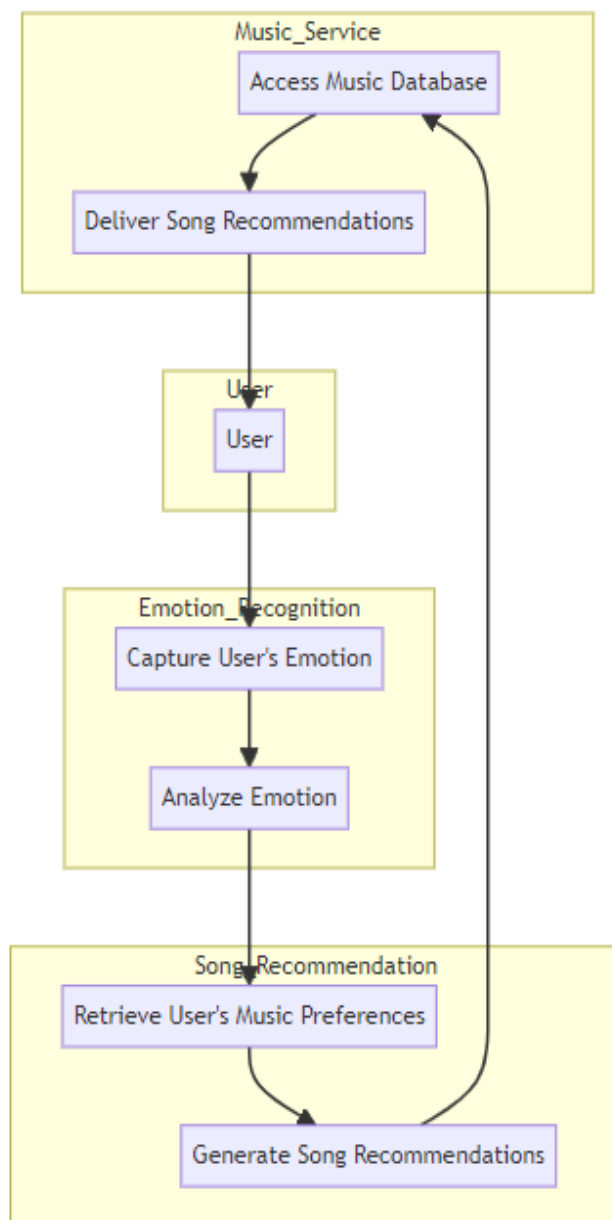 Music_Service
Access Music Database
Deliver Song Recommendations
User
User
Emotion_Recognition
Capture User's Emotion
Analyze Emotion
Song_Recommendation
Retrieve User's Music Preferences
Generate Song Recommendations